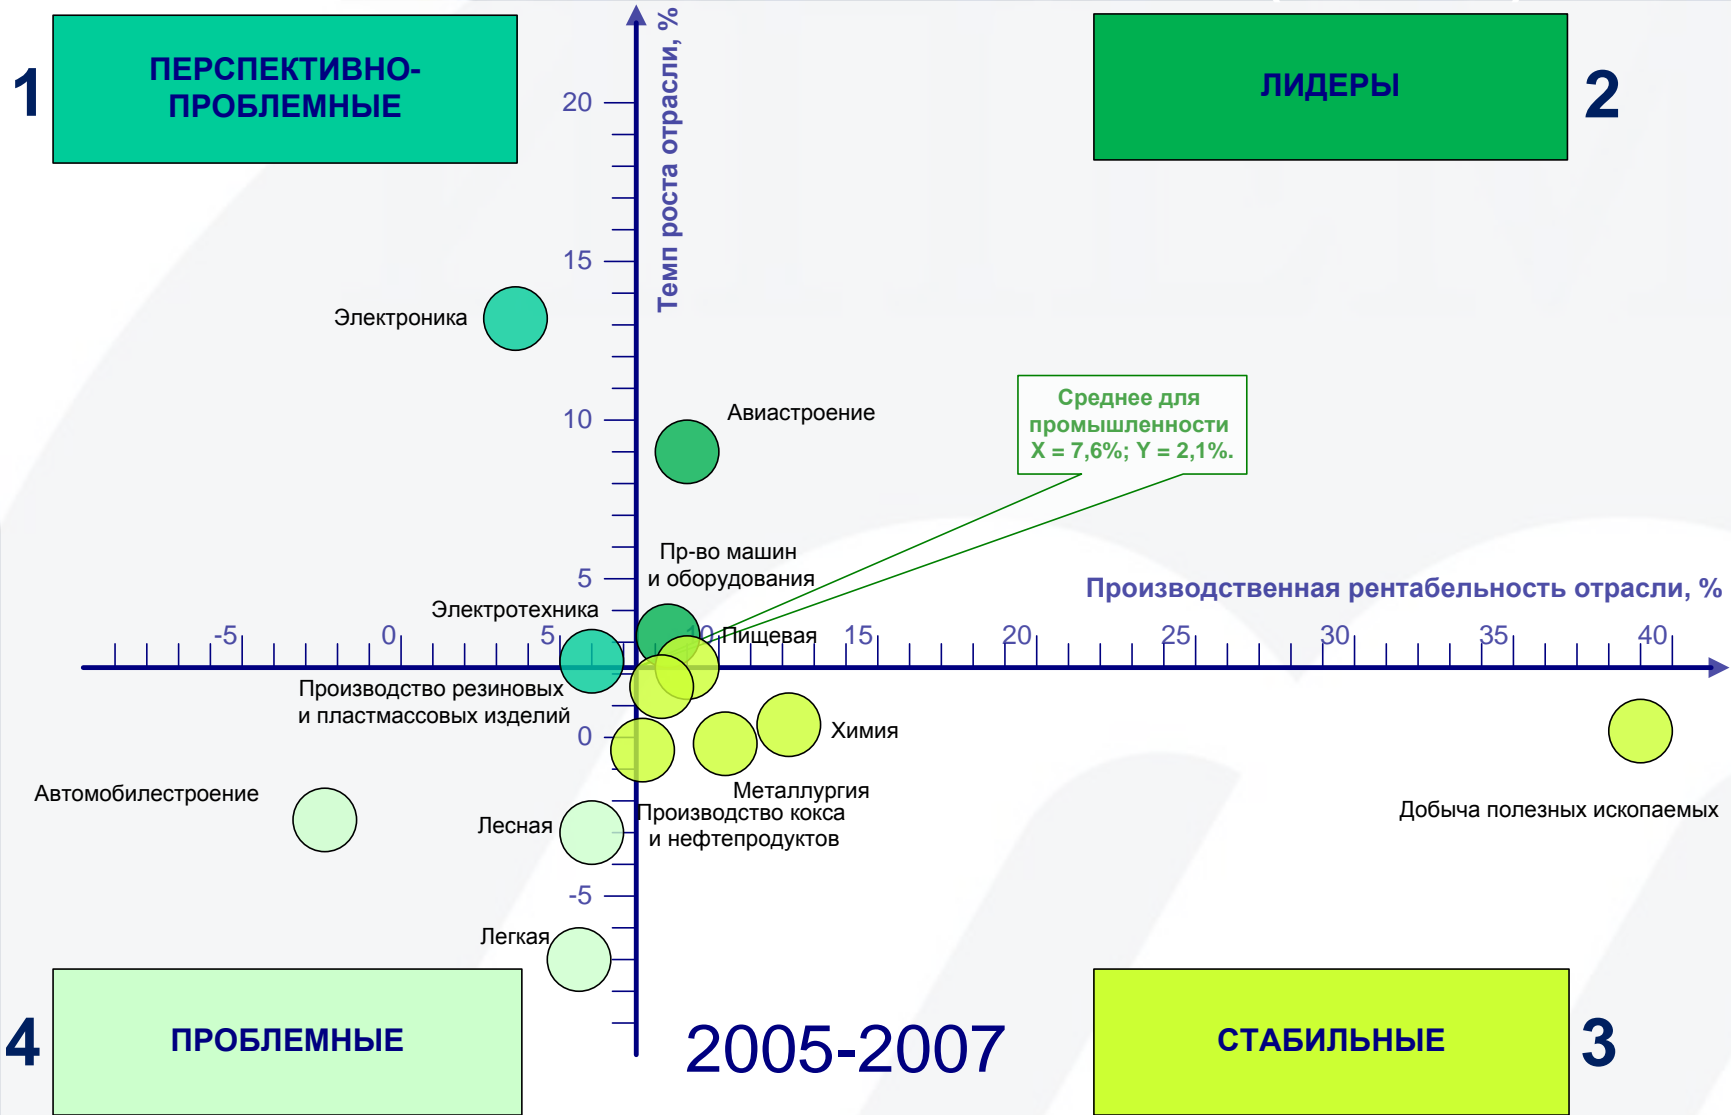 1
ПЕРСПЕКТИВНО-
ПРОБЛЕМНЫЕ
ЛИДЕРЫ
2
Темп роста отрасли, %
20
15
10
5
0
-5
Электроника
Авиастроение
Среднее для
промышленности
X = 7,6%; Y = 2,1%.
Пр-во машин
и оборудования
Производственная рентабельность отрасли, %
Электротехника
Пищевая
-5
0
5
10
15
20
25
30
35
40
Производство резиновых
и пластмассовых изделий
Химия
Металлургия
Автомобилестроение
Добыча полезных ископаемых
Лесная
Производство кокса
и нефтепродуктов
Легкая
4
ПРОБЛЕМНЫЕ
2005-2007
СТАБИЛЬНЫЕ
3